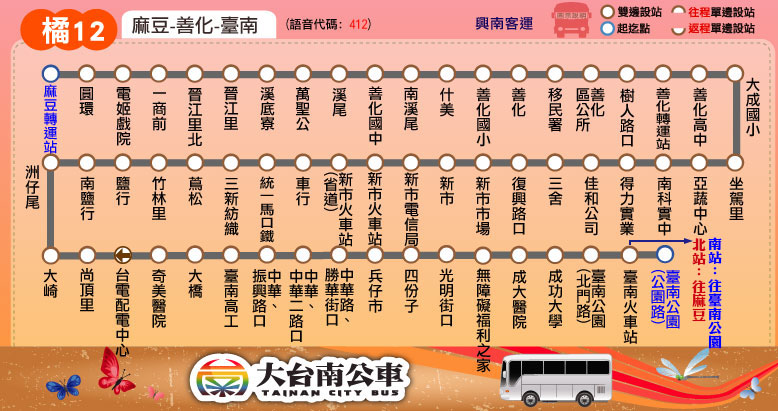 橘12
麻豆-善化-臺南
（語音代碼：412）
興南客運
雙邊設站
往程單邊設站
起迄點
返程單邊設站
麻豆轉運站
圓環
電姬戲院
一商前
晉江里北
晉江里
溪底寮
萬聖公
溪尾
善化國中
南溪尾
什美
善化國小
善化
移民署
善化區公所
樹人路口
善化轉運站
善化高中
大成國小
坐駕里
亞蔬中心
南科實中
得力實業
佳和公司
三舍
復興路口
新市市場
新市
新市電信局
新市火車站
新市火車站（省道）
車行
統一馬口鐵
三新紡織
蔦松
竹林里
鹽行
南鹽行
洲仔尾
大崎
尚頂里
台電配電中心
奇美醫院
大橋
臺南高工
中華、振興路口
中華、中華二路口
中華路、勝華街口
兵仔市
四份子
光明街口
無障礙福利之家
成大醫院
成功大學
臺南公園（北門路）
臺南火車站
臺南公園（公園路）
南站：往臺南公園
北站：往麻豆
大台南公車
TAINAN CITY BUS